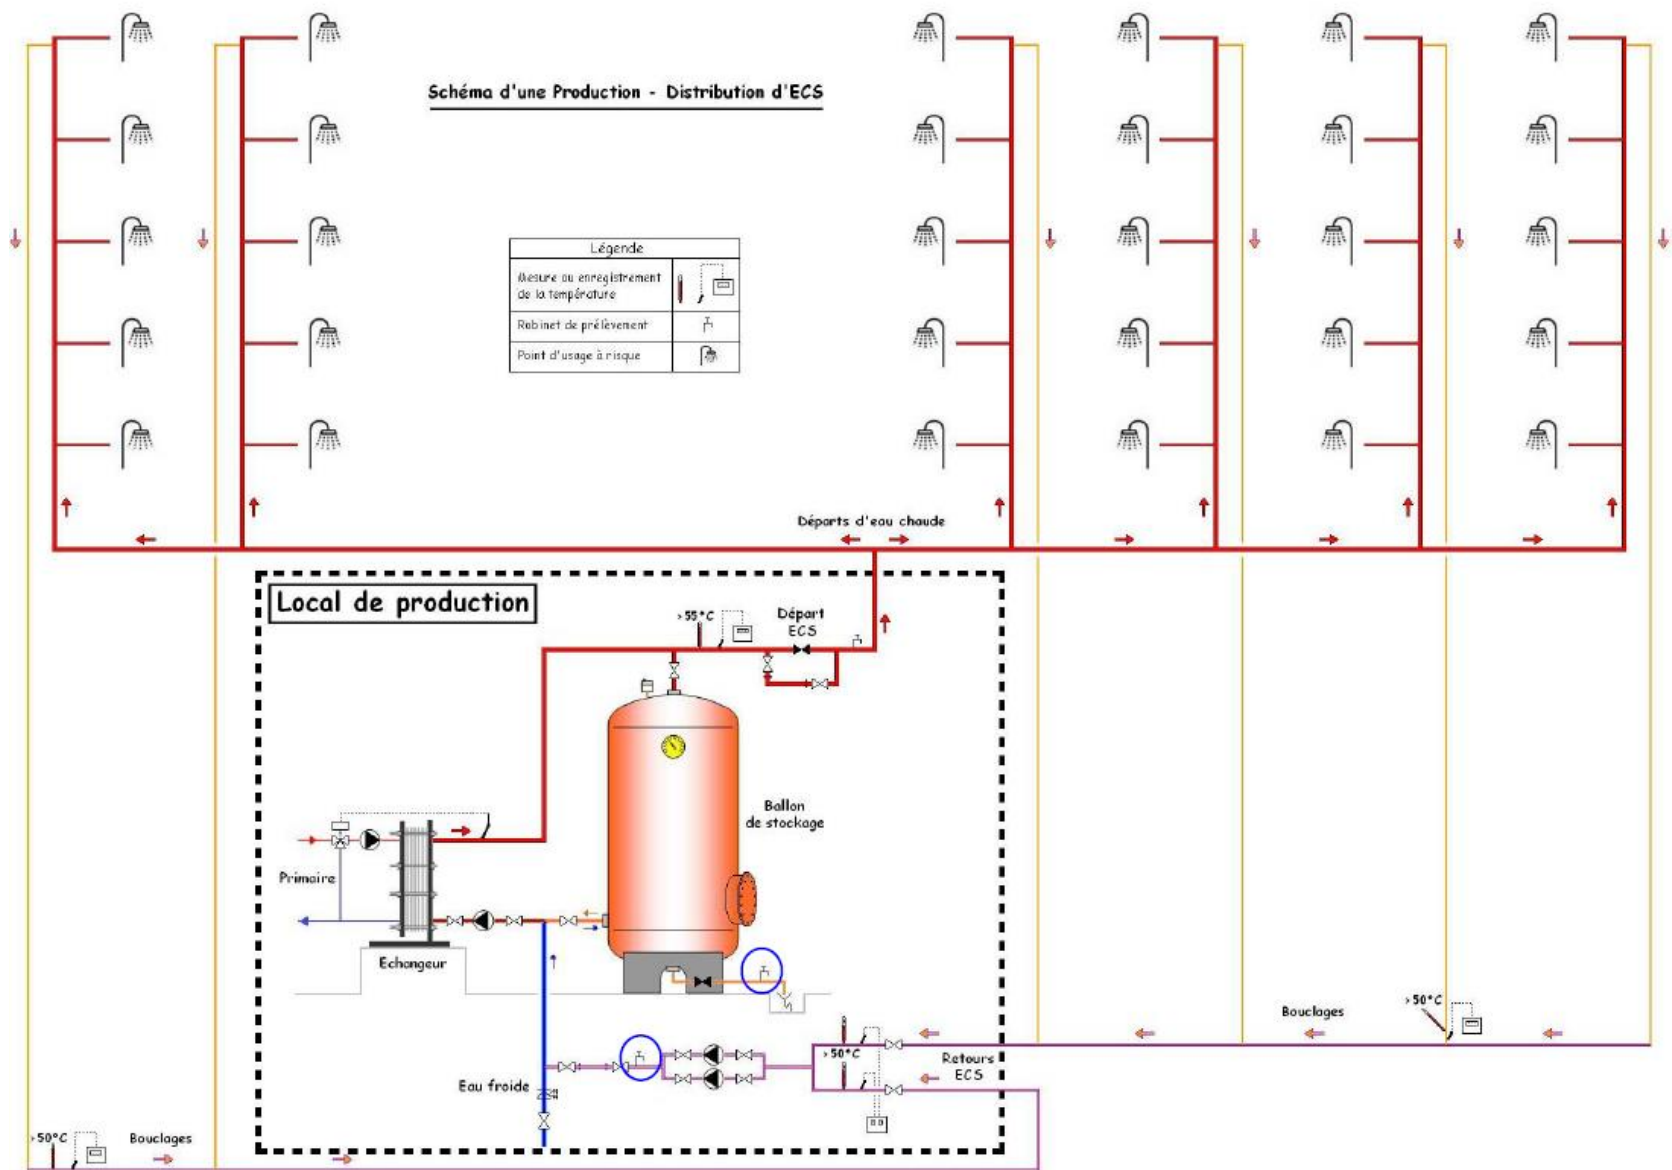 Schéma d'une Production - Distribution d'ECS
Légende
Mesure ou enregistrement
de la température
Robinet de prélèvement
Point d'usage à risque
Départs d'eau chaude
Local de production
>55°C
Départ
ECS
Ballon
de stockage
Primaire
Echangeur
>50°C
Bouclages
>50°C
Retours
ECS
Eau froide
>50°C
Bouclages